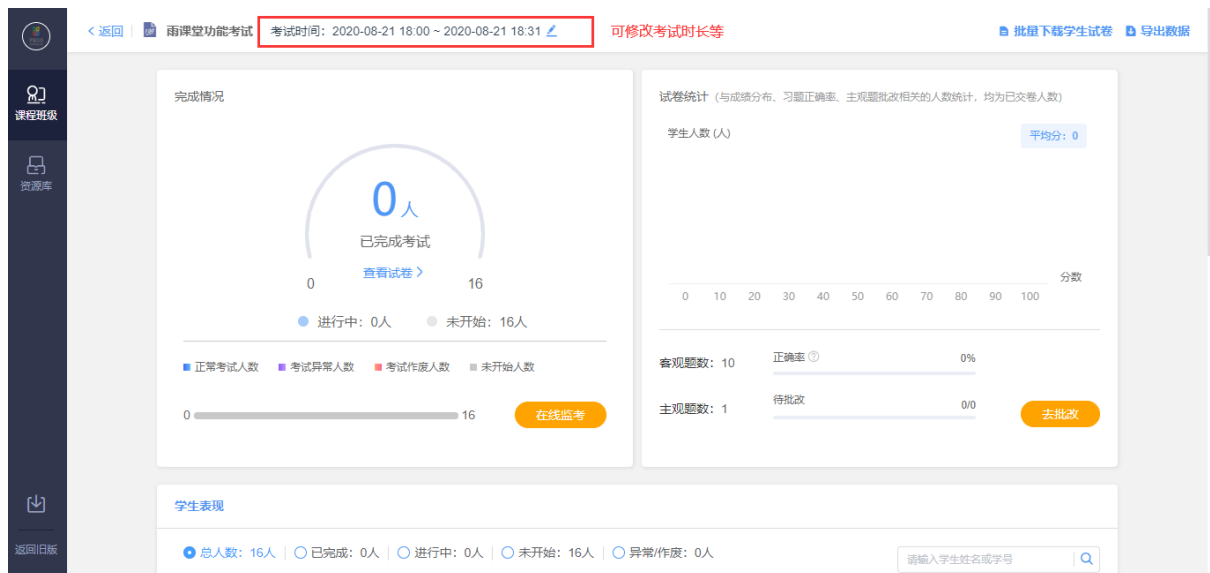 <返回 雨课堂功能考试 考试时间：2020-08-21 18:00 ~ 2020-08-21 18:31 可修改考试时长等 批量下载学生试卷 导出数据
课程班级
资源库
返回旧版
完成情况
0人
已完成考试
查看试卷 >
0 16
进行中：0人 未开始：16人
正常考试人数 考试异常人数 考试作废人数 未开始人数
0 16 在线监考
试卷统计（与成绩分布、习题正确率、主观题批改相关的人数统计，均为已交卷人数）
学生人数 (人) 平均分：0
分数
0 10 20 30 40 50 60 70 80 90 100
客观题数：10 正确率 ? 0%
主观题数：1 待批改 0/0 去批改
学生表现
总人数：16人 已完成：0人 进行中：0人 未开始：16人 异常/作废：0人 请输入学生姓名或学号